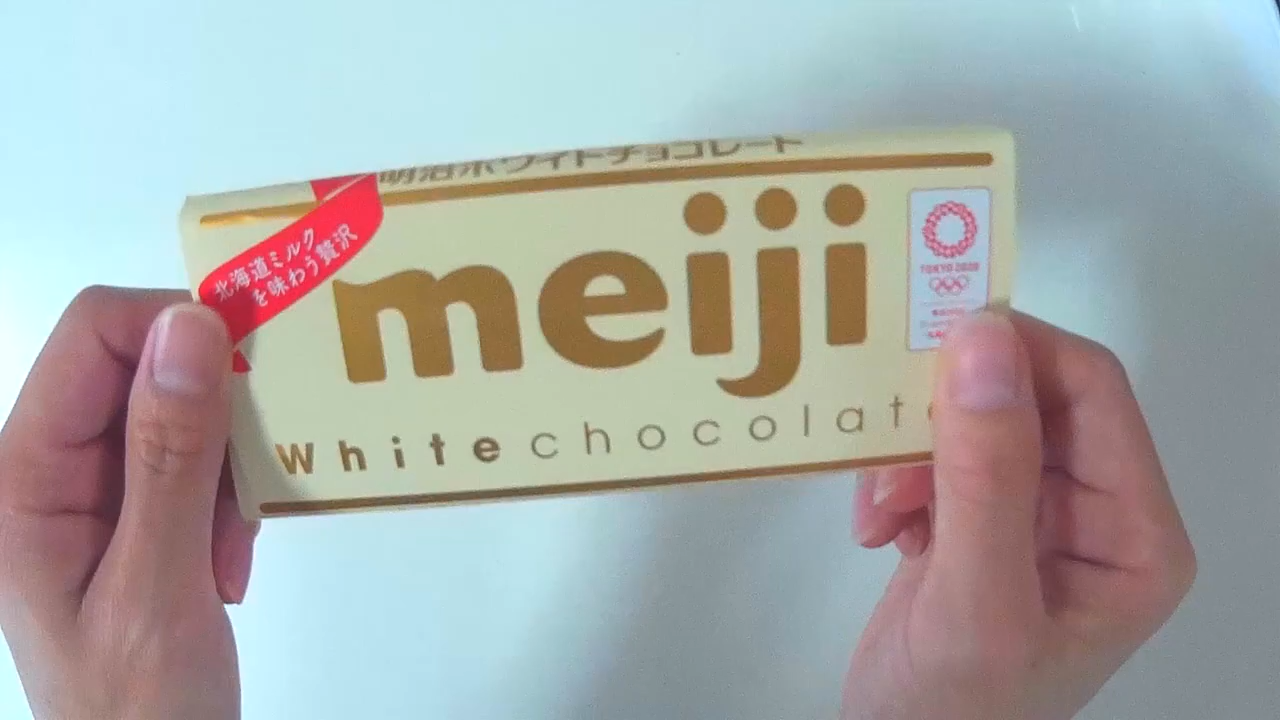 明治ホワイトチョコレート
北海道ミルク
を味わう贅沢
meiji
White chocolat
TOKYO 2020